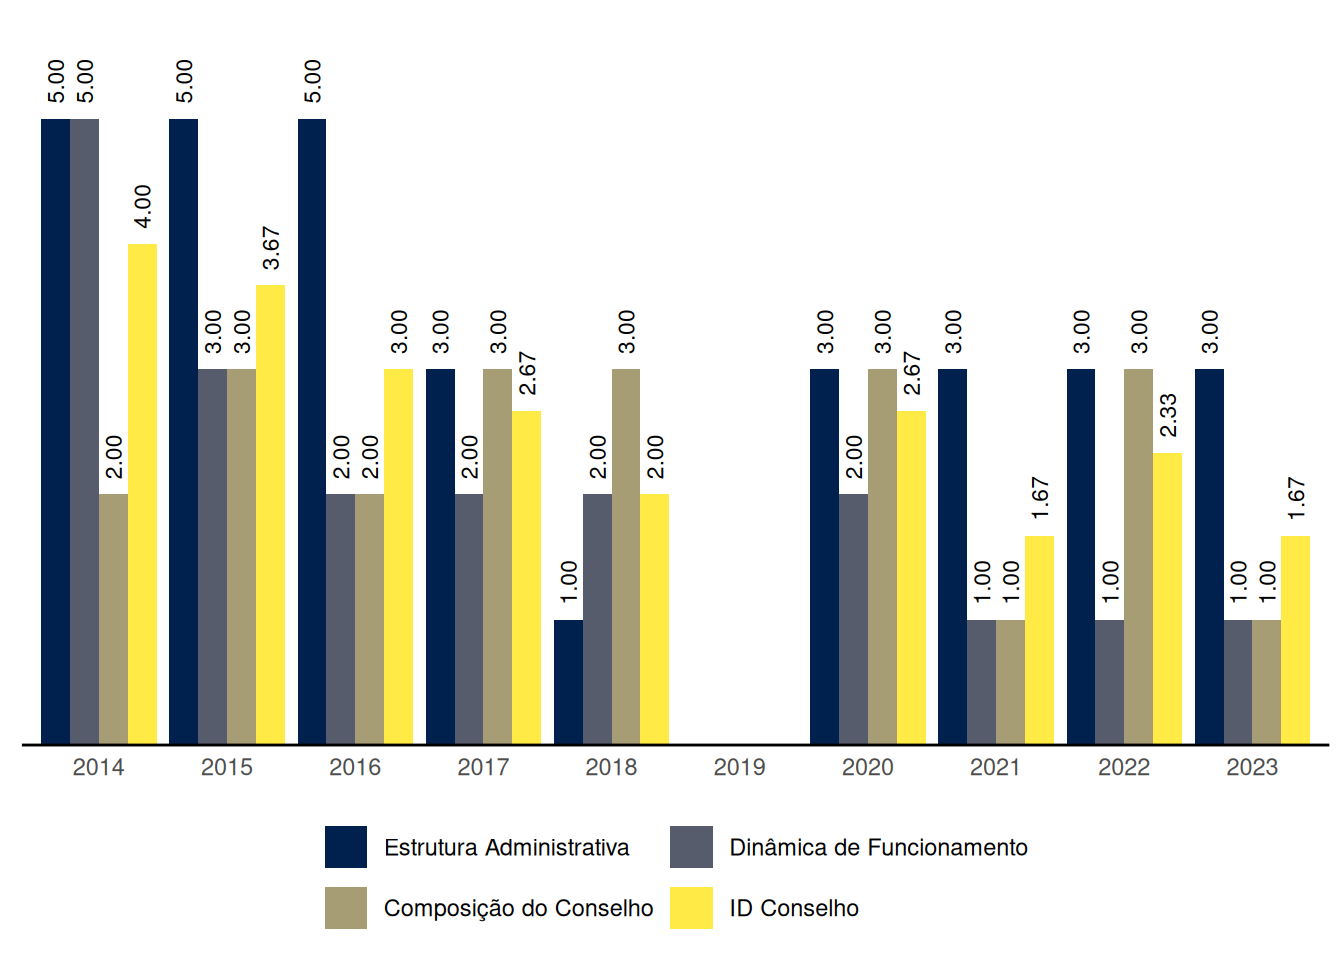 5.00 5.00 2.00 4.00
5.00 3.00 3.00 3.67
5.00 2.00 2.00 3.00
3.00 2.00 3.00 2.67
1.00 2.00 3.00 2.00
3.00 2.00 3.00 2.67
3.00 1.00 1.00 1.67
3.00 1.00 3.00 2.33
3.00 1.00 1.00 1.67
2014 2015 2016 2017 2018 2019 2020 2021 2022 2023
Estrutura Administrativa Dinâmica de Funcionamento
Composição do Conselho ID Conselho